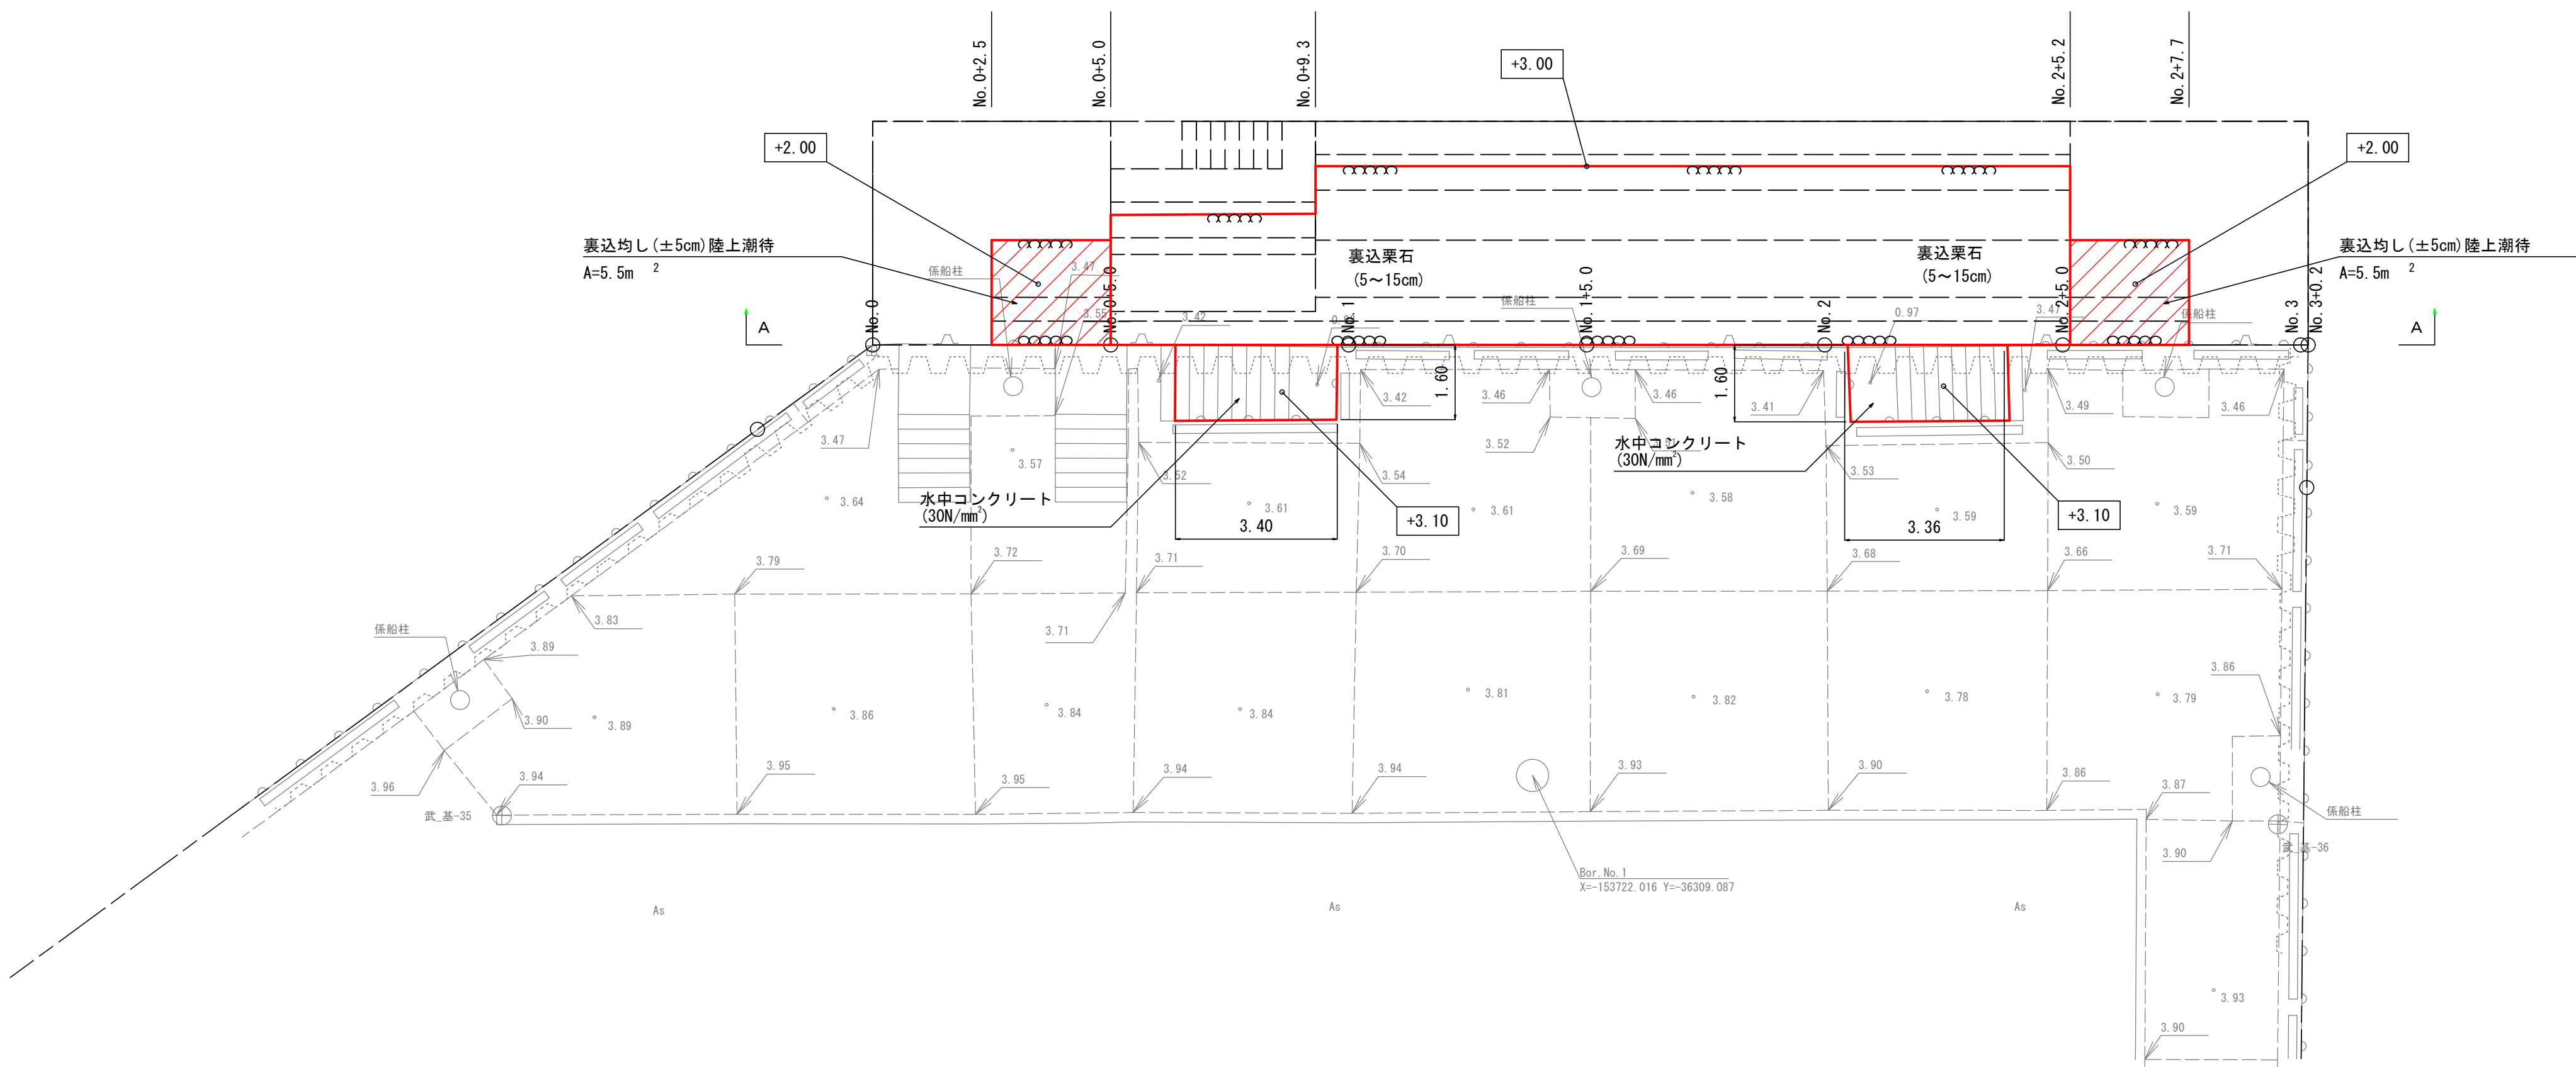 No.0+2.5
No.0+5.0
No.0+9.3
No.2+5.2
No.2+7.7
+3.00
+2.00
+2.00
裏込均し(±5cm)陸上潮待
A=5.5m2
裏込均し(±5cm)陸上潮待
A=5.5m2
裏込栗石
(5～15cm)
裏込栗石
(5～15cm)
係船柱
3.47
係船柱
3.47
係船柱
A
A
No.0
No.0+5.0
No.1
No.1+5.0
No.2
No.2+5.0
No.3
No.3+0.2
3.55
3.42
0.97
1.60
1.60
3.42
3.46
3.46
3.41
3.49
3.46
3.47
3.52
3.54
3.52
3.53
3.50
3.57
水中コンクリート
(30N/mm2)
水中コンクリート
(30N/mm2)
3.64
3.61
3.61
3.58
3.59
3.59
3.40
+3.10
3.36
+3.10
3.79
3.72
3.71
3.70
3.69
3.68
3.66
3.71
3.83
3.71
係船柱
3.89
3.86
3.90
3.89
3.86
3.84
3.84
3.81
3.82
3.78
3.79
3.96
3.94
3.95
3.95
3.94
3.94
3.93
3.90
3.86
3.87
係船柱
武_基-35
武_基-36
3.90
Bor.No.1
X=-153722.016 Y=-36309.087
As
As
As
3.93
3.90